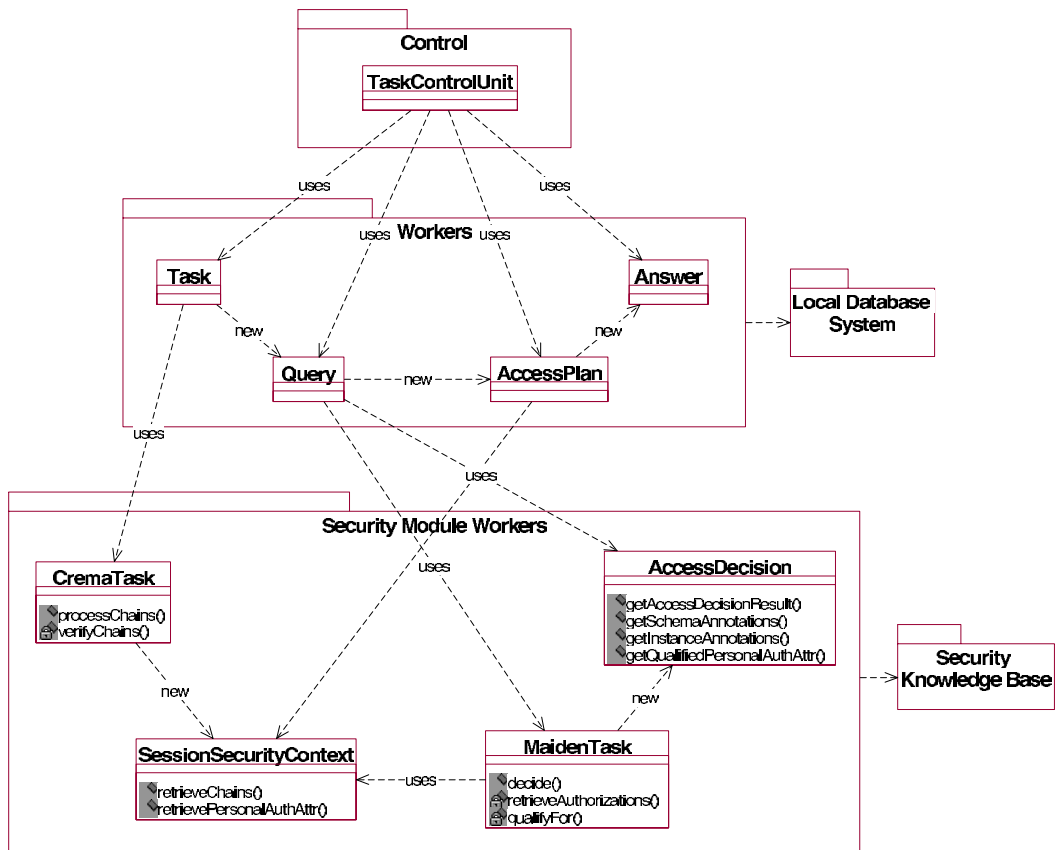 Control
TaskControlUnit
uses
uses
uses
uses
Workers
Task
Answer
new
new
Query
new
AccessPlan
Local Database
System
uses
uses
Security Module Workers
uses
CremaTask
processChains()
verifyChains()
AccessDecision
getAccessDecisionResult()
getSchemaAnnotations()
getInstanceAnnotations()
getQualifiedPersonalAuthAttr()
Security
Knowledge Base
new
new
SessionSecurityContext
retrieveChains()
retrievePersonalAuthAttr()
uses
MaidenTask
decide()
retrieveAuthorizations()
qualifyFor()